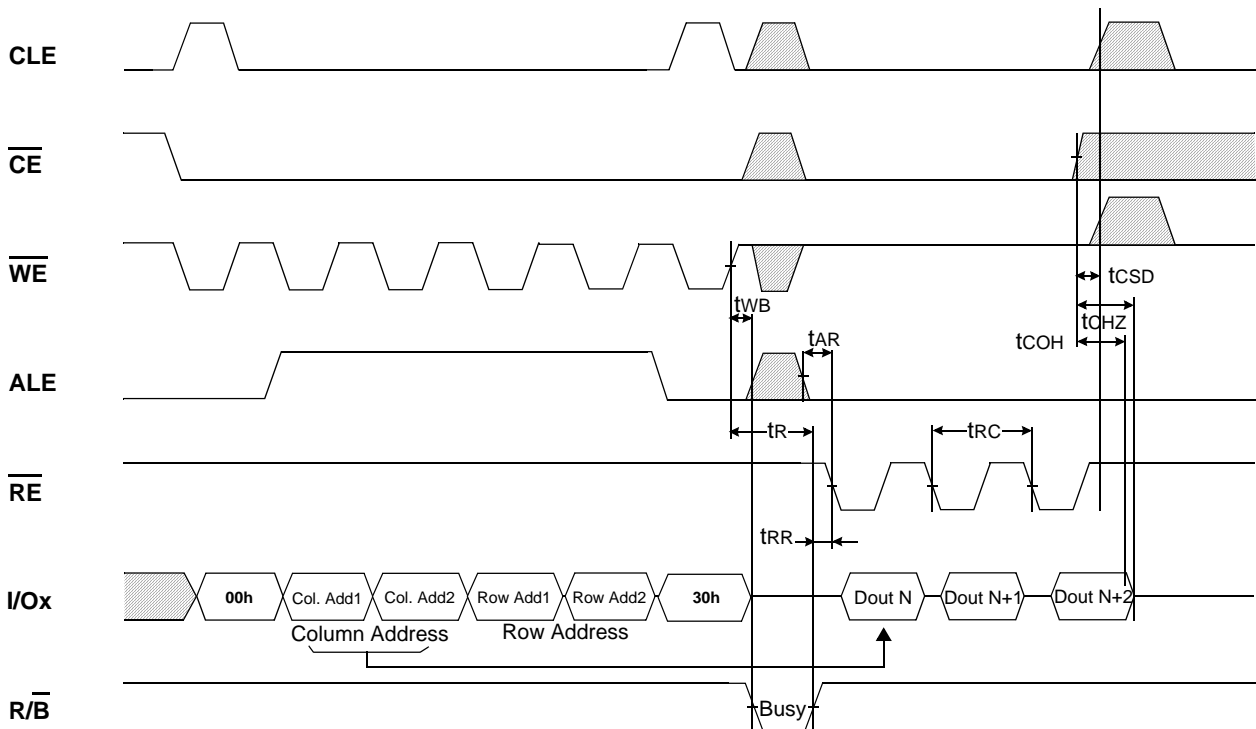 CLE
CE
WE
tCSD
tWB
tCHZ
tCOH
tAR
ALE
tR
tRC
RE
tRR
I/Ox
00h
Col. Add1
Col. Add2
Row Add1
Row Add2
30h
Dout N
Dout N+1
Dout N+2
Column Address
Row Address
R/B
Busy